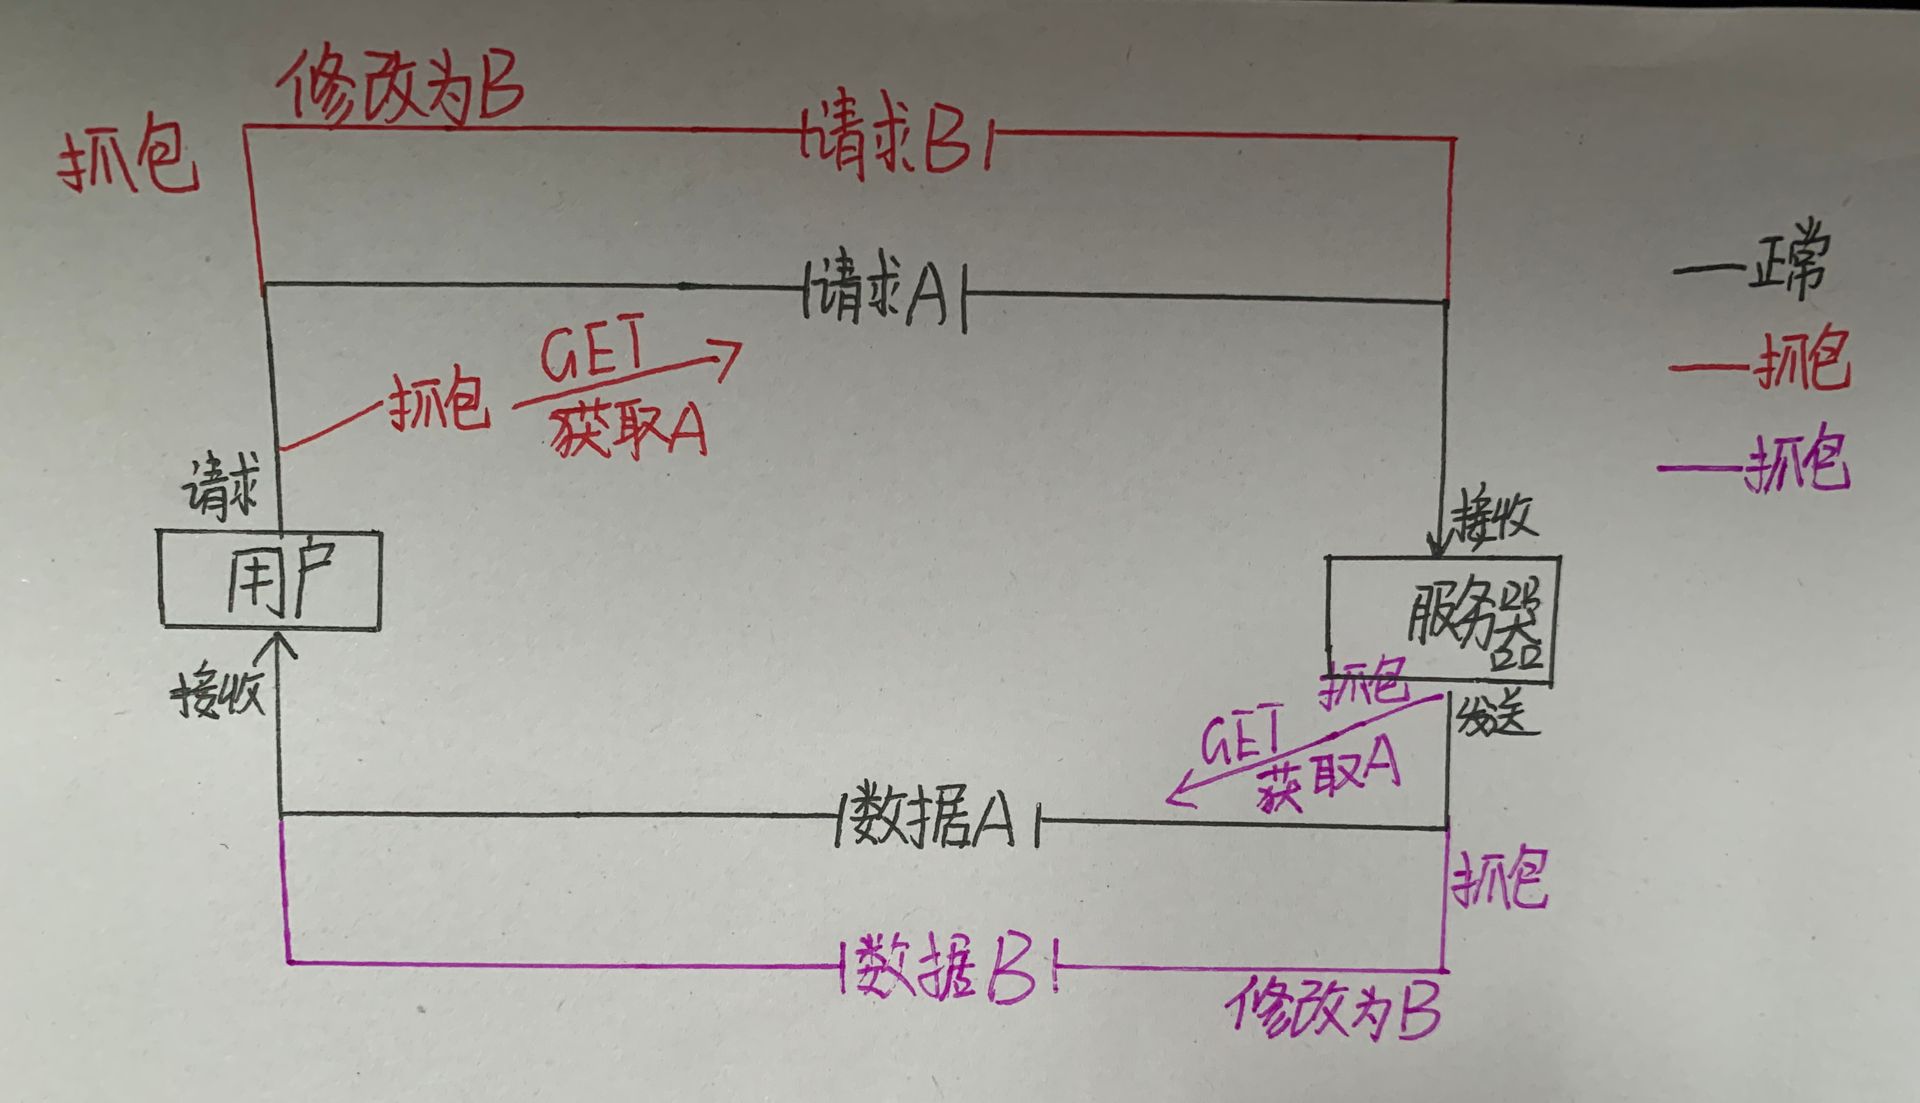 修改为B
抓包
请求B
请求A
正常
抓包
抓包
GET
抓包
获取A
请求
接收
用户
服务器
接收
抓包
发送
GET
获取A
数据A
抓包
数据B
修改为B